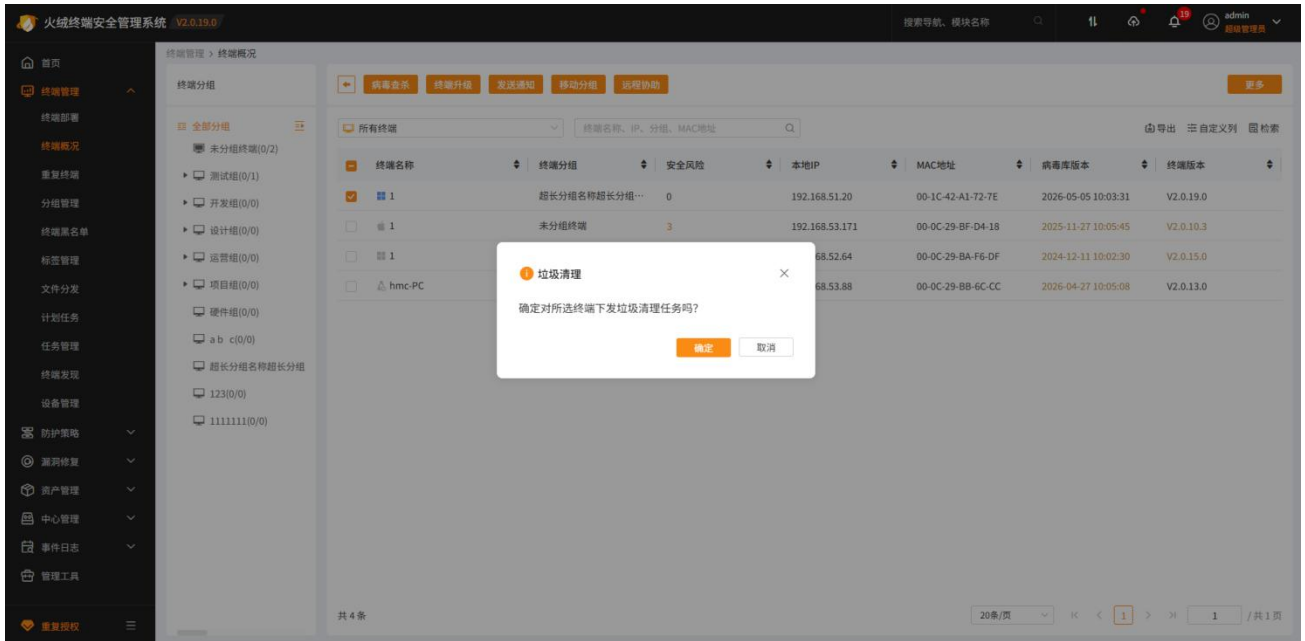 火绒终端安全管理系统 V2.0.19.0
搜索导航、模块名称
19
admin
超级管理员
首页
终端管理
终端部署
终端概况
重复终端
分组管理
终端黑名单
标签管理
文件分发
计划任务
任务管理
终端发现
设备管理
防护策略
漏洞修复
资产管理
中心管理
事件日志
管理工具
重复授权
终端管理 > 终端概况
终端分组
全部分组
未分组终端(0/2)
测试组(0/1)
开发组(0/0)
设计组(0/0)
运营组(0/0)
项目组(0/0)
硬件组(0/0)
a b c(0/0)
超长分组名称超长分组
123(0/0)
1111111(0/0)
病毒查杀 终端升级 发送通知 移动分组 远程协助 更多
所有终端 终端名称、IP、分组、MAC地址 导出 自定义列 检索
终端名称 终端分组 安全风险 本地IP MAC地址 病毒库版本 终端版本
1 超长分组名称超长分组… 0 192.168.51.20 00-1C-42-A1-72-7E 2026-05-05 10:03:31 V2.0.19.0
1 未分组终端 3 192.168.53.171 00-0C-29-BF-D4-18 2025-11-27 10:05:45 V2.0.10.3
1 68.52.64 00-0C-29-BA-F6-DF 2024-12-11 10:02:30 V2.0.15.0
hmc-PC 68.53.88 00-0C-29-BB-6C-CC 2026-04-27 10:05:08 V2.0.13.0
垃圾清理
确定对所选终端下发垃圾清理任务吗?
确定 取消
共 4 条 20条/页 1 1 / 共 1 页